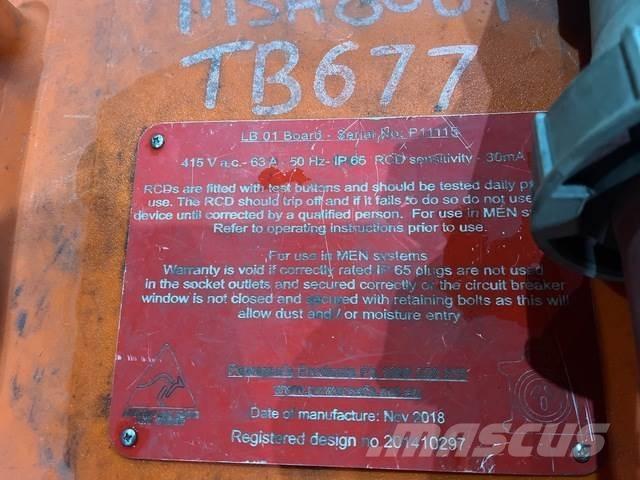 TB677
LB 01 Board - Serial No: P11115
415 V a.c.- 63 A - 50 Hz- IP 65 RCD sensitivity - 30mA
RCDs are fitted with test buttons and should be tested daily
use. The RCD should trip off and if it fails to do so do not use
device until corrected by a qualified person. For use in MEN
Refer to operating instructions prior to use.
For use in MEN systems
Warranty is void if correctly rated IP 65 plugs are not used
in the socket outlets and secured correctly or the circuit breaker
window is not closed and secured with retaining bolts as this will
allow dust and / or moisture entry
Date of manufacture: Nov 2018
Registered design no.201410297
MASCUS